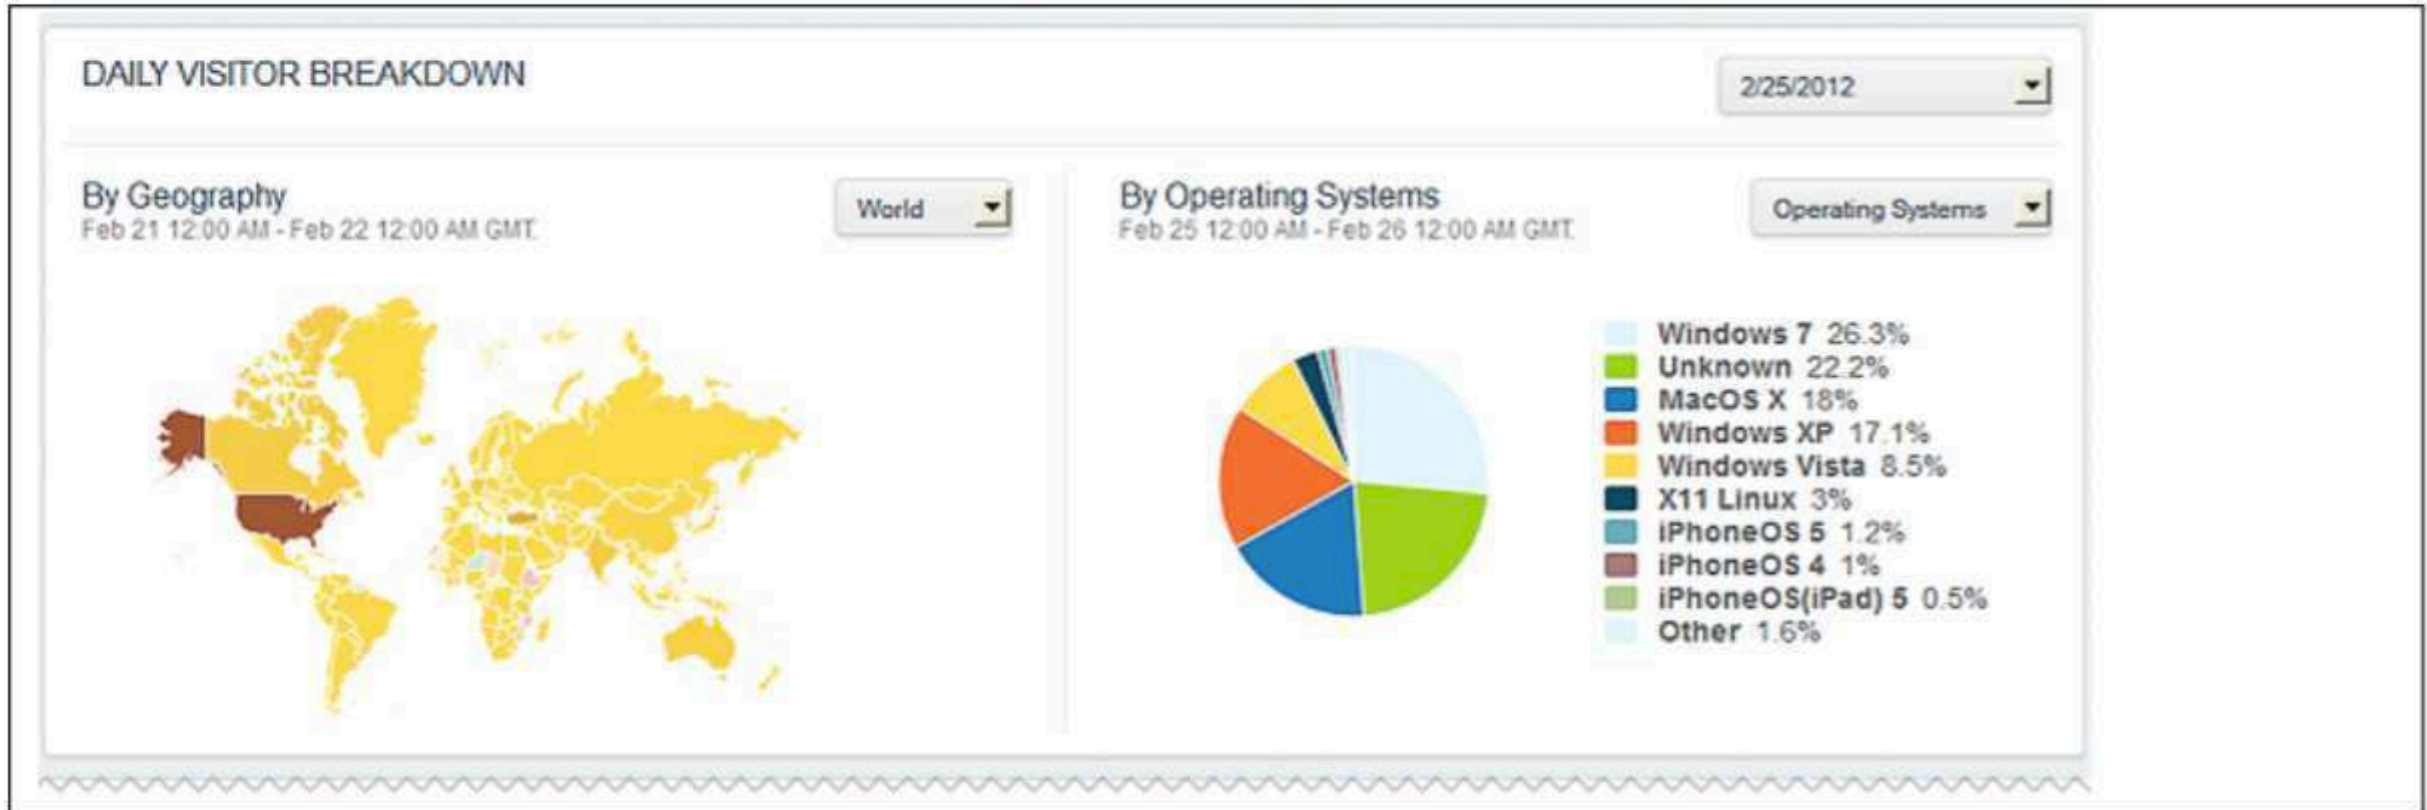 DAILY VISITOR BREAKDOWN
2/25/2012
By Geography
Feb 21 12:00 AM - Feb 22 12:00 AM GMT.
World
By Operating Systems
Feb 25 12:00 AM - Feb 26 12:00 AM GMT.
Operating Systems
Windows 7 26.3%
Unknown 22.2%
MacOS X 18%
Windows XP 17.1%
Windows Vista 8.5%
X11 Linux 3%
iPhoneOS 5 1.2%
iPhoneOS 4 1%
iPhoneOS(iPad) 5 0.5%
Other 1.6%